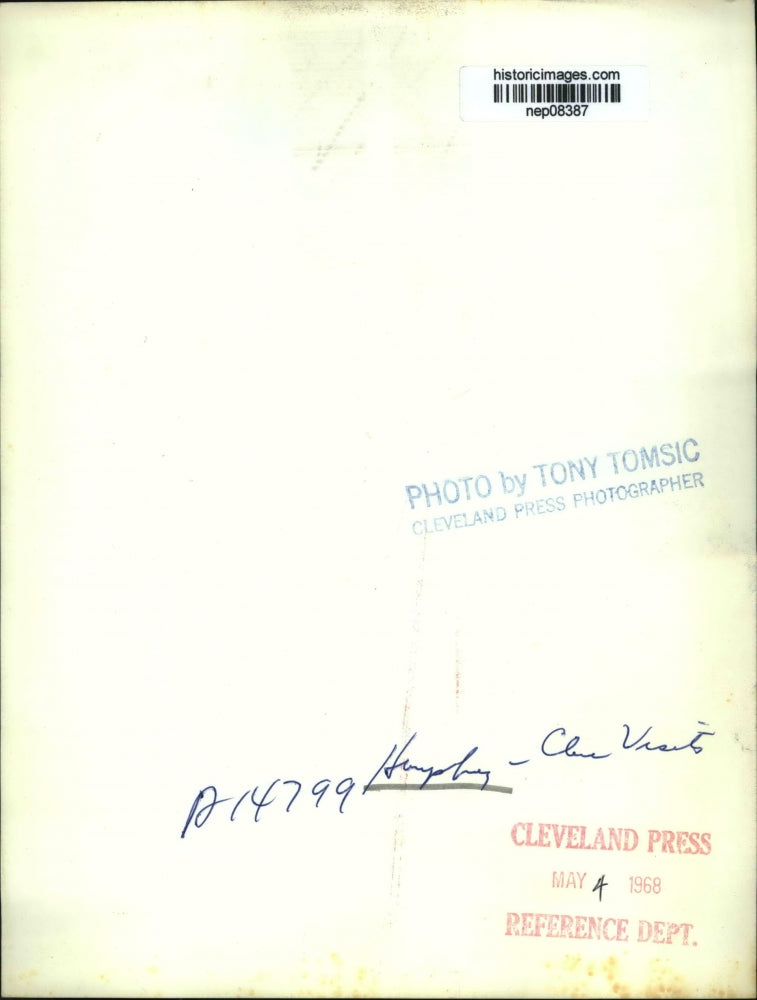 historicimages.com
nep08387
PHOTO by TONY TOMSIC
CLEVELAND PRESS PHOTOGRAPHER
A14799 Humphrey - Clev Visits
CLEVELAND PRESS
MAY 4 1968
REFERENCE DEPT.